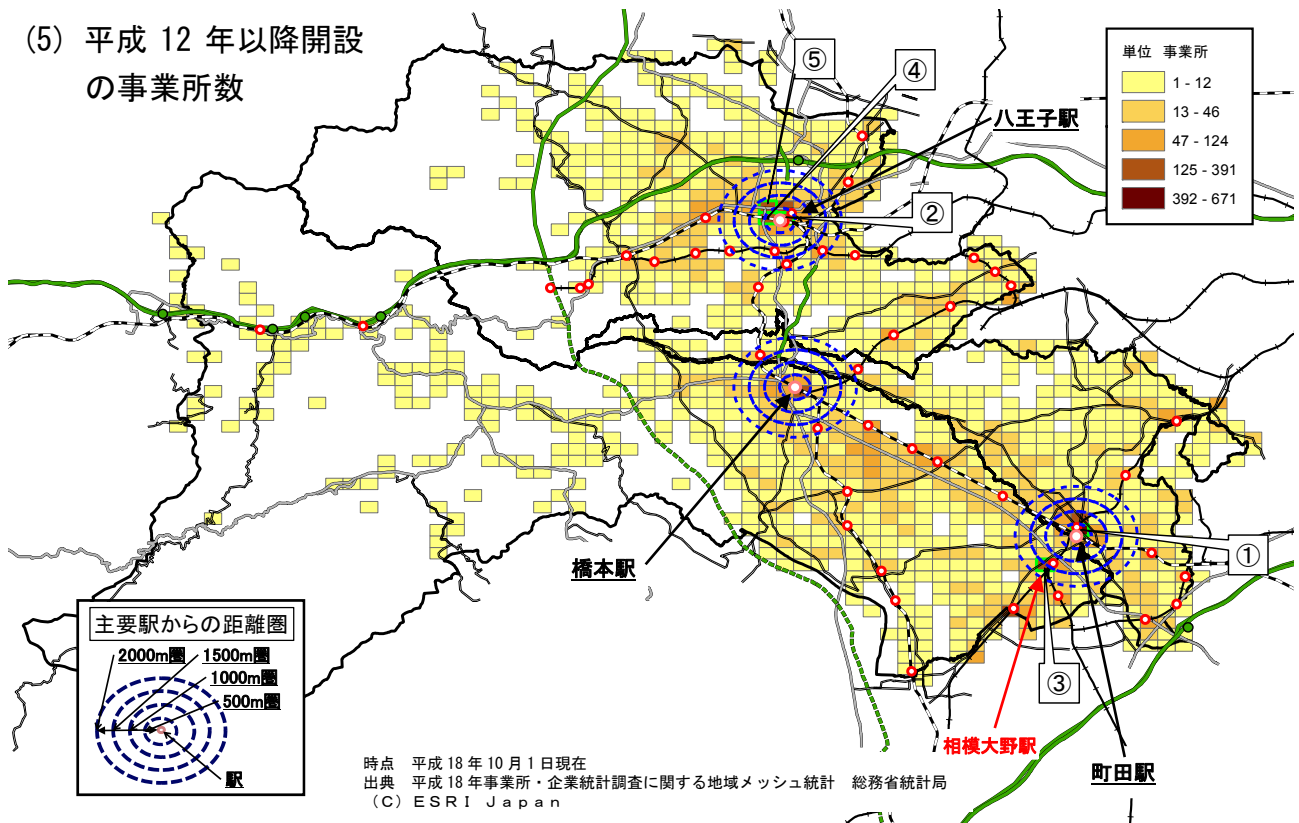 (5) 平成 12 年以降開設
の事業所数
単位 事業所
1 - 12
13 - 46
47 - 124
125 - 391
392 - 671
⑤
④
八王子駅
②
橋本駅
①
③
相模大野駅
町田駅
主要駅からの距離圏
2000m圏
1500m圏
1000m圏
500m圏
駅
時点 平成 18 年 10 月 1 日現在
出典 平成 18 年事業所・企業統計調査に関する地域メッシュ統計 総務省統計局
(C) ESRI Japan